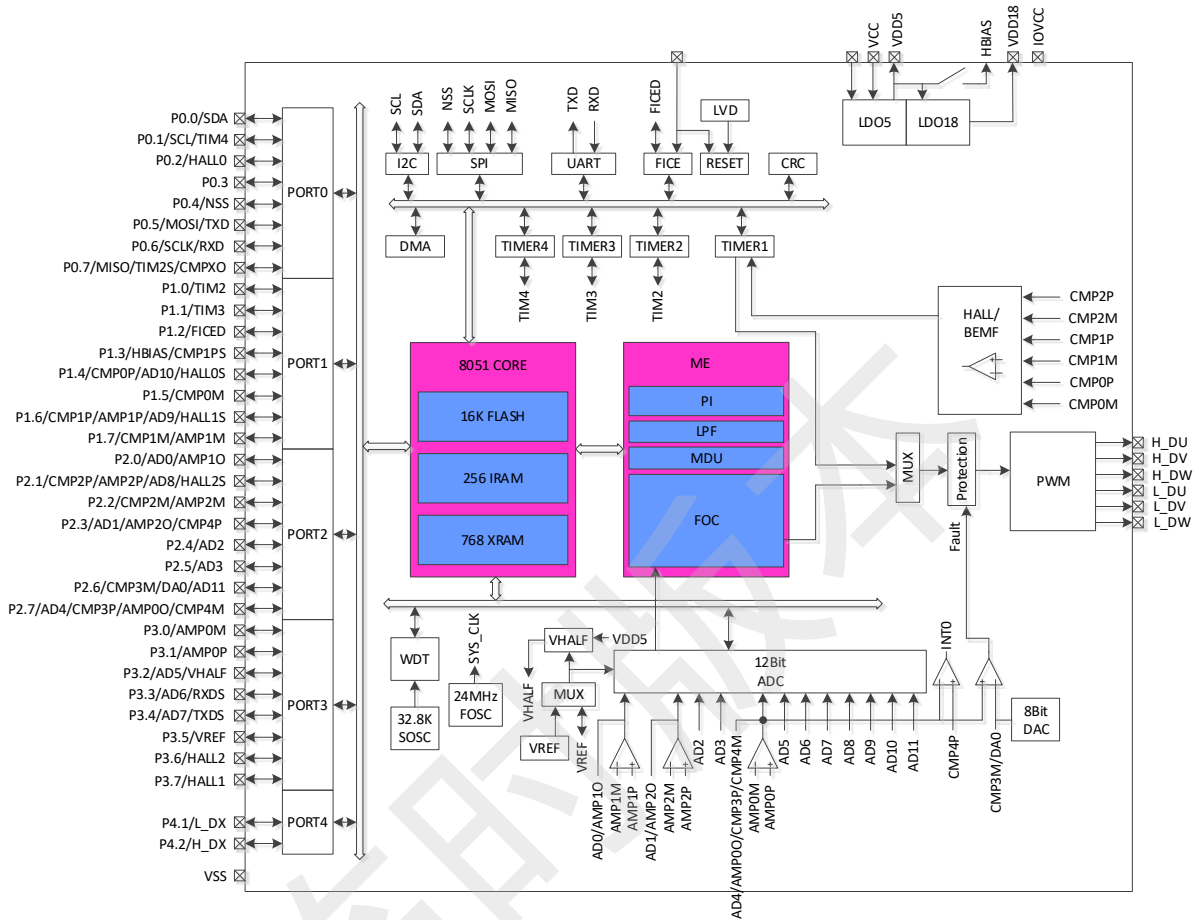 VCC
VDD5
HBIAS
VDD18
IOVCC
LDO5
LDO18
P0.0/SDA
P0.1/SCL/TIM4
P0.2/HALL0
P0.3
P0.4/NSS
P0.5/MOSI/TXD
P0.6/SCLK/RXD
P0.7/MISO/TIM2S/CMPXO
P1.0/TIM2
P1.1/TIM3
P1.2/FICED
P1.3/HBIAS/CMP1PS
P1.4/CMP0P/AD10/HALL0S
P1.5/CMP0M
P1.6/CMP1P/AMP1P/AD9/HALL1S
P1.7/CMP1M/AMP1M
P2.0/AD0/AMP1O
P2.1/CMP2P/AMP2P/AD8/HALL2S
P2.2/CMP2M/AMP2M
P2.3/AD1/AMP2O/CMP4P
P2.4/AD2
P2.5/AD3
P2.6/CMP3M/DA0/AD11
P2.7/AD4/CMP3P/AMP0O/CMP4M
P3.0/AMP0M
P3.1/AMP0P
P3.2/AD5/VHALF
P3.3/AD6/RXDS
P3.4/AD7/TXDS
P3.5/VREF
P3.6/HALL2
P3.7/HALL1
P4.1/L_DX
P4.2/H_DX
VSS
PORT0
PORT1
PORT2
PORT3
PORT4
SCL
SDA
NSS
SCLK
MOSI
MISO
TXD
RXD
FICED
LVD
I2C
SPI
UART
FICE
RESET
CRC
DMA
TIMER4
TIMER3
TIMER2
TIMER1
TIM4
TIM3
TIM2
8051 CORE
16K FLASH
256 IRAM
768 XRAM
ME
PI
LPF
MDU
FOC
HALL/
BEMF
CMP2P
CMP2M
CMP1P
CMP1M
CMP0P
CMP0M
MUX
Protection
Fault
PWM
H_DU
H_DV
H_DW
L_DU
L_DV
L_DW
WDT
32.8K
SOSC
SYS_CLK
24MHz
FOSC
VHALF
VDD5
VHALF
MUX
VREF
VREF
12Bit
ADC
AD0/AMP1O
AMP1M
AMP1P
AD1/AMP2O
AMP2M
AMP2P
AD2
AD3
AD4/AMP0O/CMP3P/CMP4M
AMP0M
AMP0P
AD5
AD6
AD7
AD8
AD9
AD10
AD11
INT0
CMP4P
CMP3M/DA0
8Bit
DAC
时版本